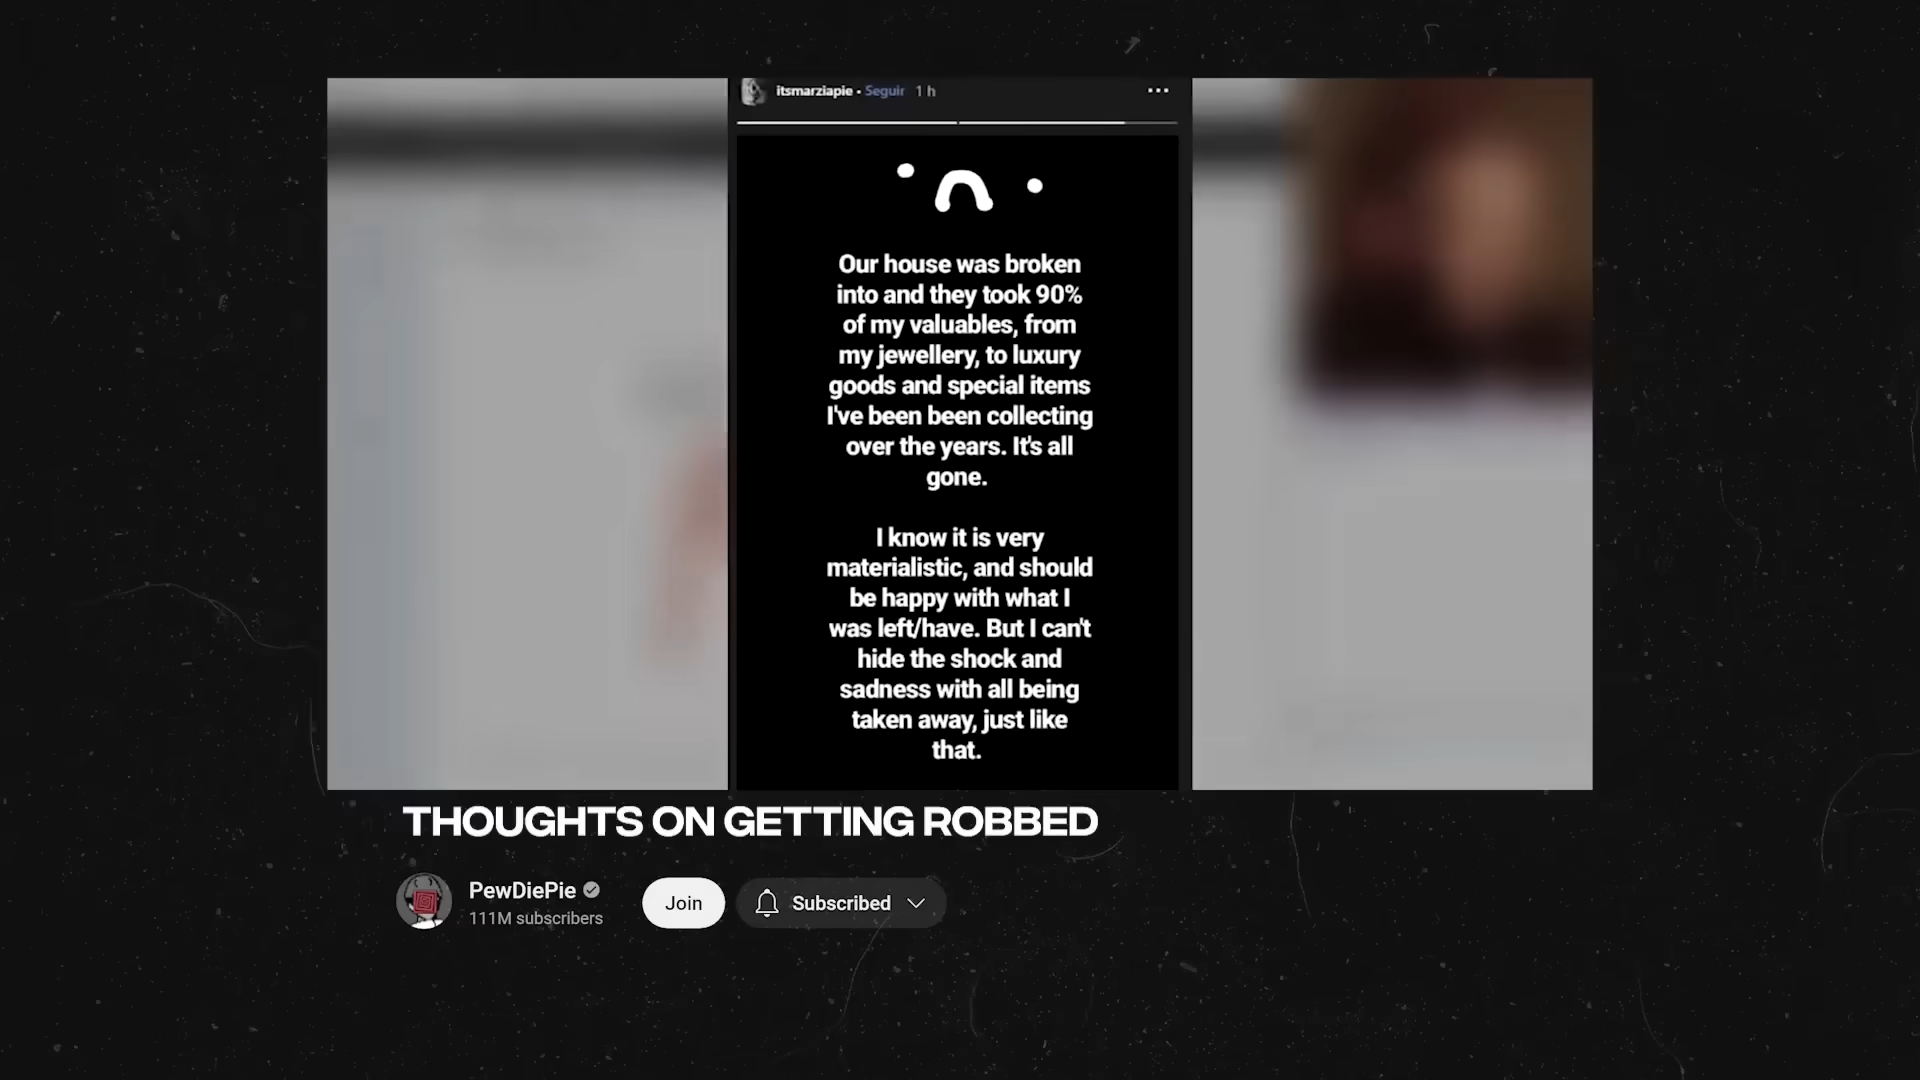 itsmarziapie • Seguir 1 h
Our house was broken
into and they took 90%
of my valuables, from
my jewellery, to luxury
goods and special items
I've been been collecting
over the years. It's all
gone.
I know it is very
materialistic, and should
be happy with what I
was left/have. But I can't
hide the shock and
sadness with all being
taken away, just like
that.
THOUGHTS ON GETTING ROBBED
PewDiePie
111M subscribers
Join
Subscribed